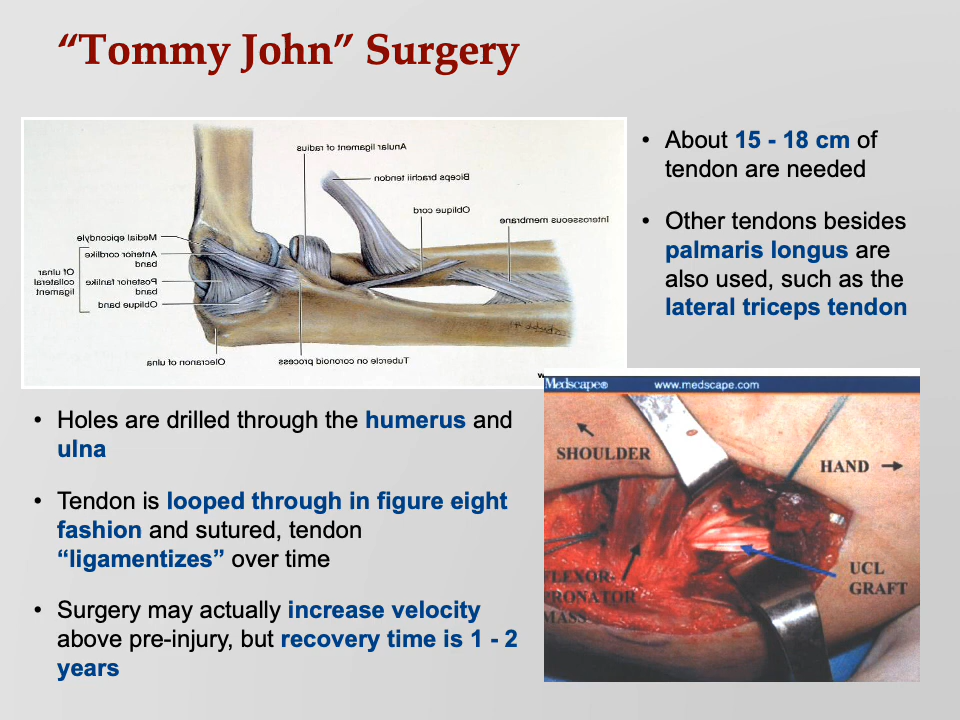 “Tommy John” Surgery
Anular ligament of radius
Biceps brachii tendon
Oblique cord
Interosseous membrane
Medial epicondyle
Anterior cordlike
band
Posterior fanlike
band
Oblique band
Of ulnar
collateral
ligament
Olecranon of ulna
Tubercle on coronoid process
• About 15 - 18 cm of
tendon are needed
• Other tendons besides
palmaris longus are
also used, such as the
lateral triceps tendon
• Holes are drilled through the humerus and
ulna
• Tendon is looped through in figure eight
fashion and sutured, tendon
“ligamentizes” over time
• Surgery may actually increase velocity
above pre-injury, but recovery time is 1 - 2
years
Medscape® www.medscape.com
SHOULDER
HAND
FLEXOR-
PRONATOR
MASS
UCL
GRAFT